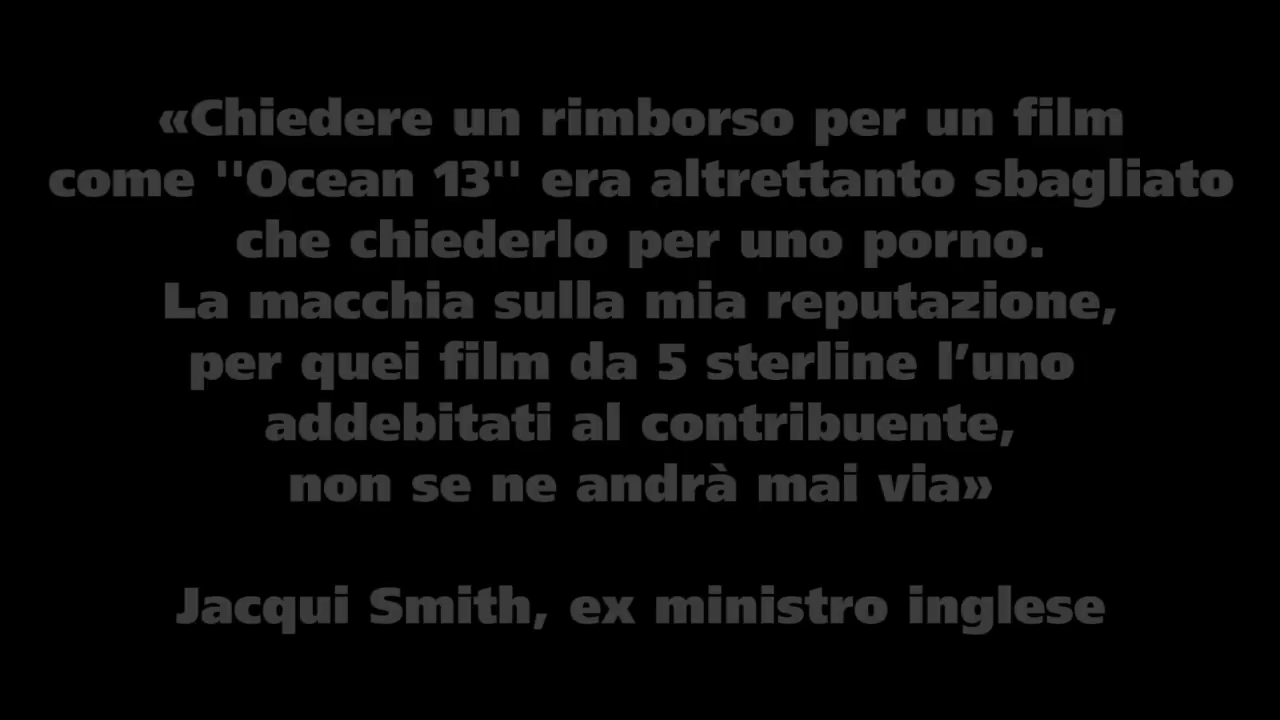 «Chiedere un rimborso per un film
come "Ocean 13" era altrettanto sbagliato
che chiederlo per uno porno.
La macchia sulla mia reputazione,
per quei film da 5 sterline l’uno
addebitati al contribuente,
non se ne andrà mai via»
Jacqui Smith, ex ministro inglese